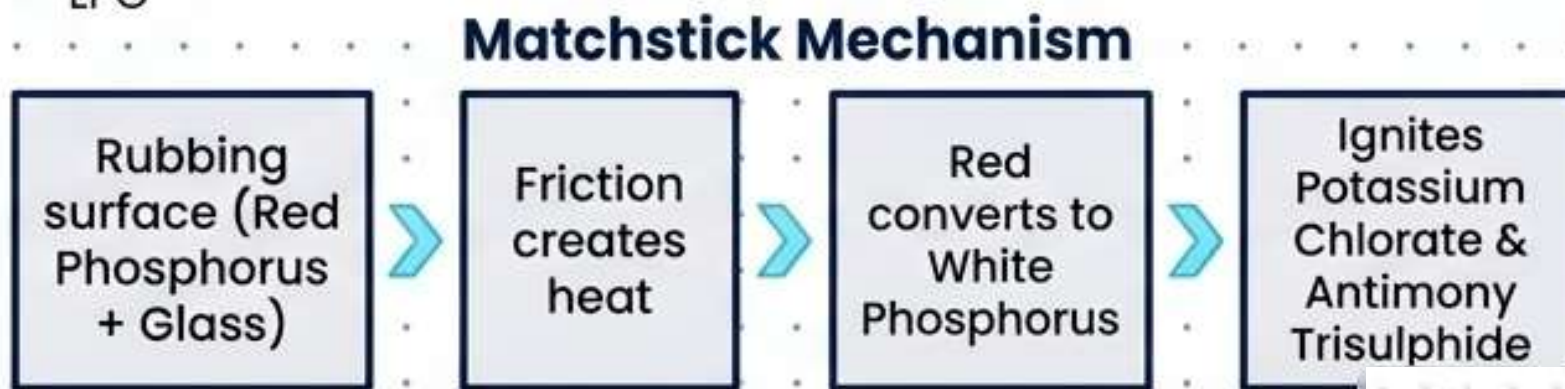 LPG
Matchstick Mechanism
Rubbing
surface (Red
Phosphorus
+ Glass)
Friction
creates
heat
Red
converts to
White
Phosphorus
Ignites
Potassium
Chlorate &
Antimony
Trisulphide